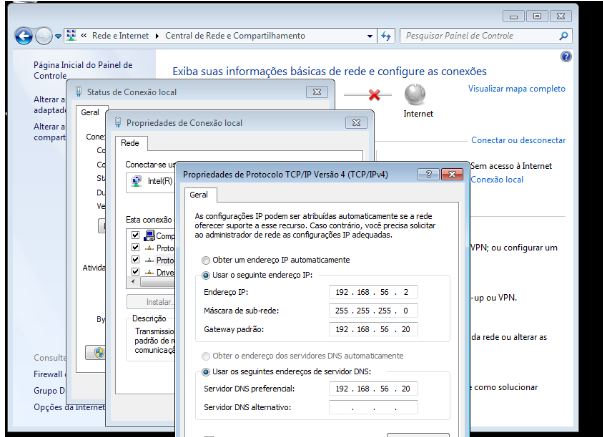 « Rede e Internet ▸ Central de Rede e Compartilhamento
Pesquisar Painel de Controle
Página Inicial do Painel de
Controle
Alterar a
adaptad
Alterar a
compart
Consulte
Firewall
Grupo D
Opções da Internet
Exiba suas informações básicas de rede e configure as conexões
Visualizar mapa completo
Internet
Conectar ou desconectar
Sem acesso à Internet
Conexão local
VPN; ou configurar um
-up ou VPN.
da rede ou alterar as
e como solucionar
Status de Conexão local
Geral
Cone
Co
Co
St
Du
Ve
Ativida
By
Propriedades de Conexão local
Rede
Conectar-se us
Intel(R)
Esta conexão
Comp
Proto
Proto
Driver
Instalar..
Descrição
Transmissio
padrão de r
comunicaçã
Propriedades de Protocolo TCP/IP Versão 4 (TCP/IPv4)
Geral
As configurações IP podem ser atribuídas automaticamente se a rede
oferecer suporte a esse recurso. Caso contrário, você precisa solicitar
ao administrador de rede as configurações IP adequadas.
Obter um endereço IP automaticamente
Usar o seguinte endereço IP:
Endereço IP: 192 . 168 . 56 . 2
Máscara de sub-rede: 255 . 255 . 255 . 0
Gateway padrão: 192 . 168 . 56 . 20
Obter o endereço dos servidores DNS automaticamente
Usar os seguintes endereços de servidor DNS:
Servidor DNS preferencial: 192 . 168 . 56 . 20
Servidor DNS alternativo: . . .